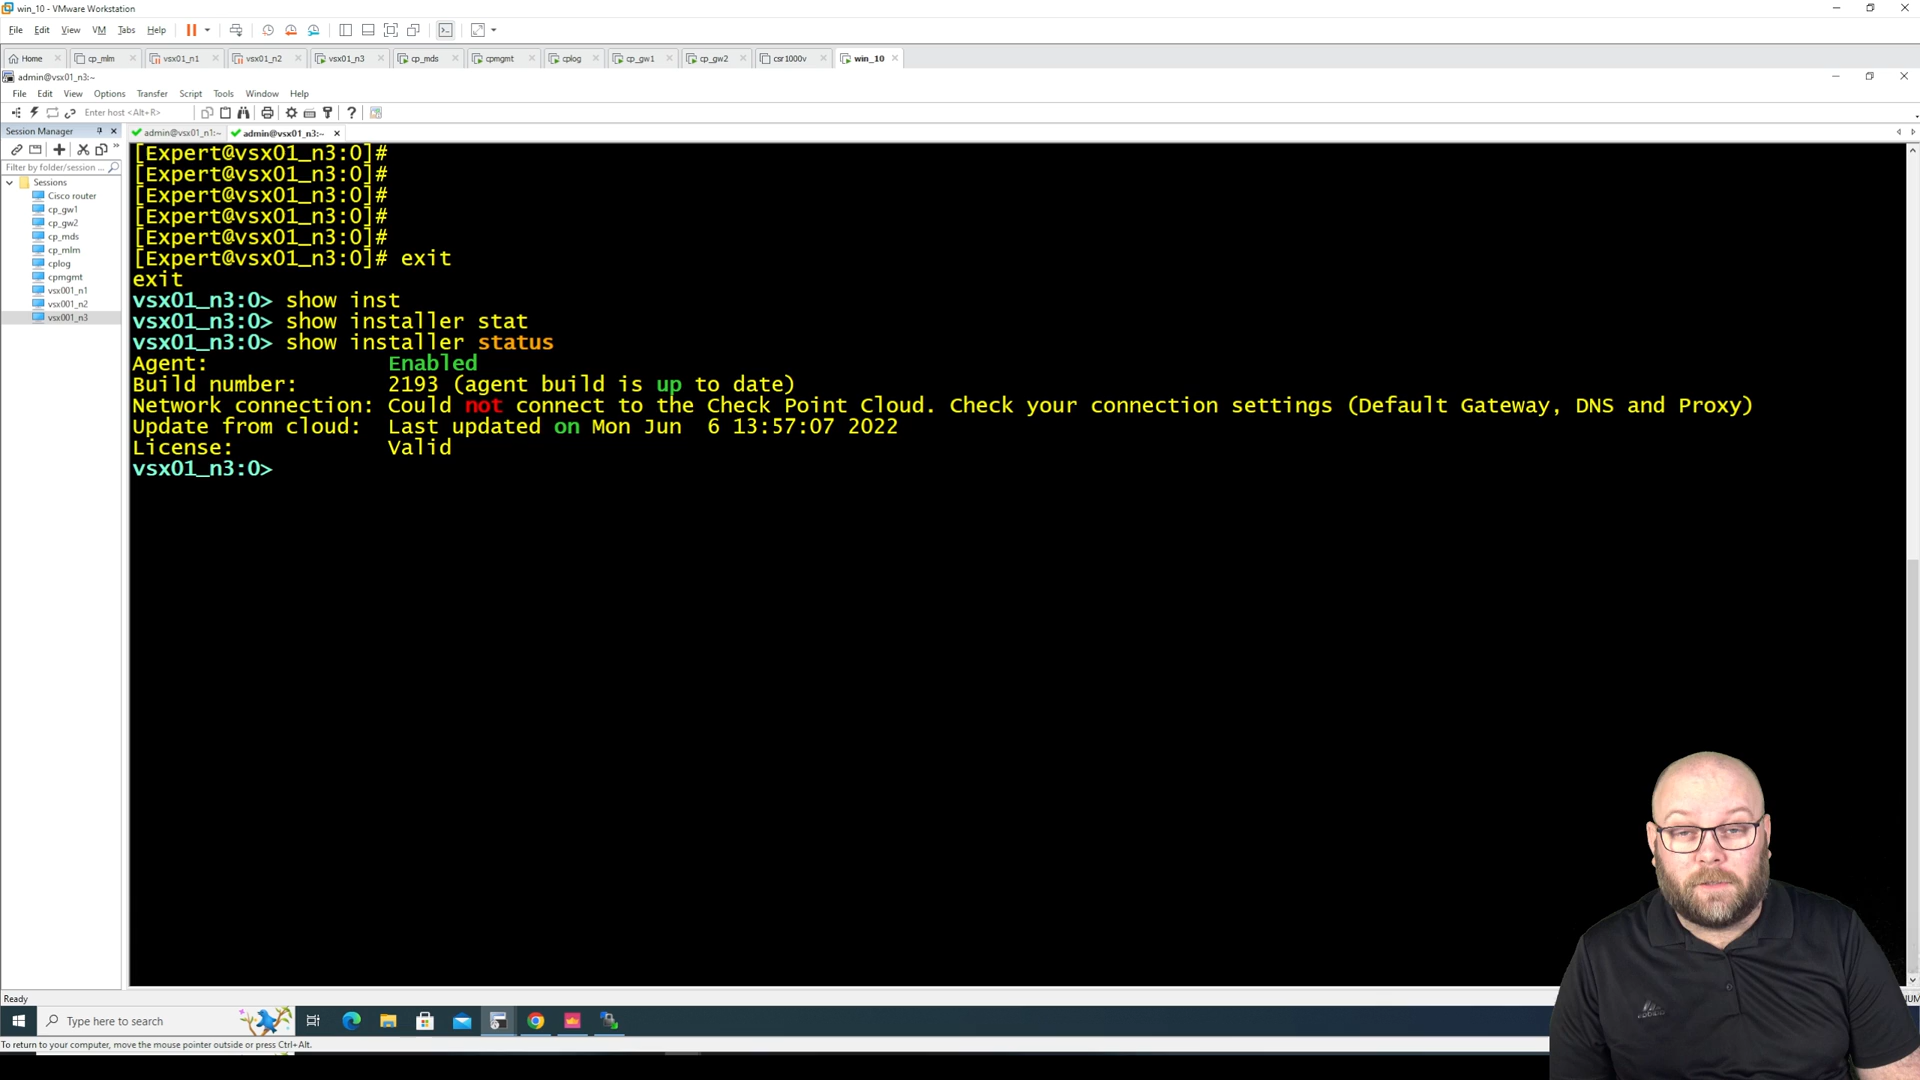 win_10 - VMware Workstation
File Edit View VM Tabs Help
Home cp_mlm vsx01_n1 vsx01_n2 vsx01_n3 cp_mds cpmgmt cplog cp_gw1 cp_gw2 csr1000v win_10
admin@vsx01_n3:~
File Edit View Options Transfer Script Tools Window Help
Enter host <Alt+R>
Session Manager
admin@vsx01_n1:~ admin@vsx01_n3:~
Filter by folder/session ...
Sessions
Cisco router
cp_gw1
cp_gw2
cp_mds
cp_mlm
cplog
cpmgmt
vsx001_n1
vsx001_n2
vsx001_n3
[Expert@vsx01_n3:0]#
[Expert@vsx01_n3:0]#
[Expert@vsx01_n3:0]#
[Expert@vsx01_n3:0]#
[Expert@vsx01_n3:0]#
[Expert@vsx01_n3:0]# exit
exit
vsx01_n3:0> show inst
vsx01_n3:0> show installer stat
vsx01_n3:0> show installer status
Agent: Enabled
Build number: 2193 (agent build is up to date)
Network connection: Could not connect to the Check Point Cloud. Check your connection settings (Default Gateway, DNS and Proxy)
Update from cloud: Last updated on Mon Jun  6 13:57:07 2022
License: Valid
vsx01_n3:0>
Ready
Type here to search
To return to your computer, move the mouse pointer outside or press Ctrl+Alt.